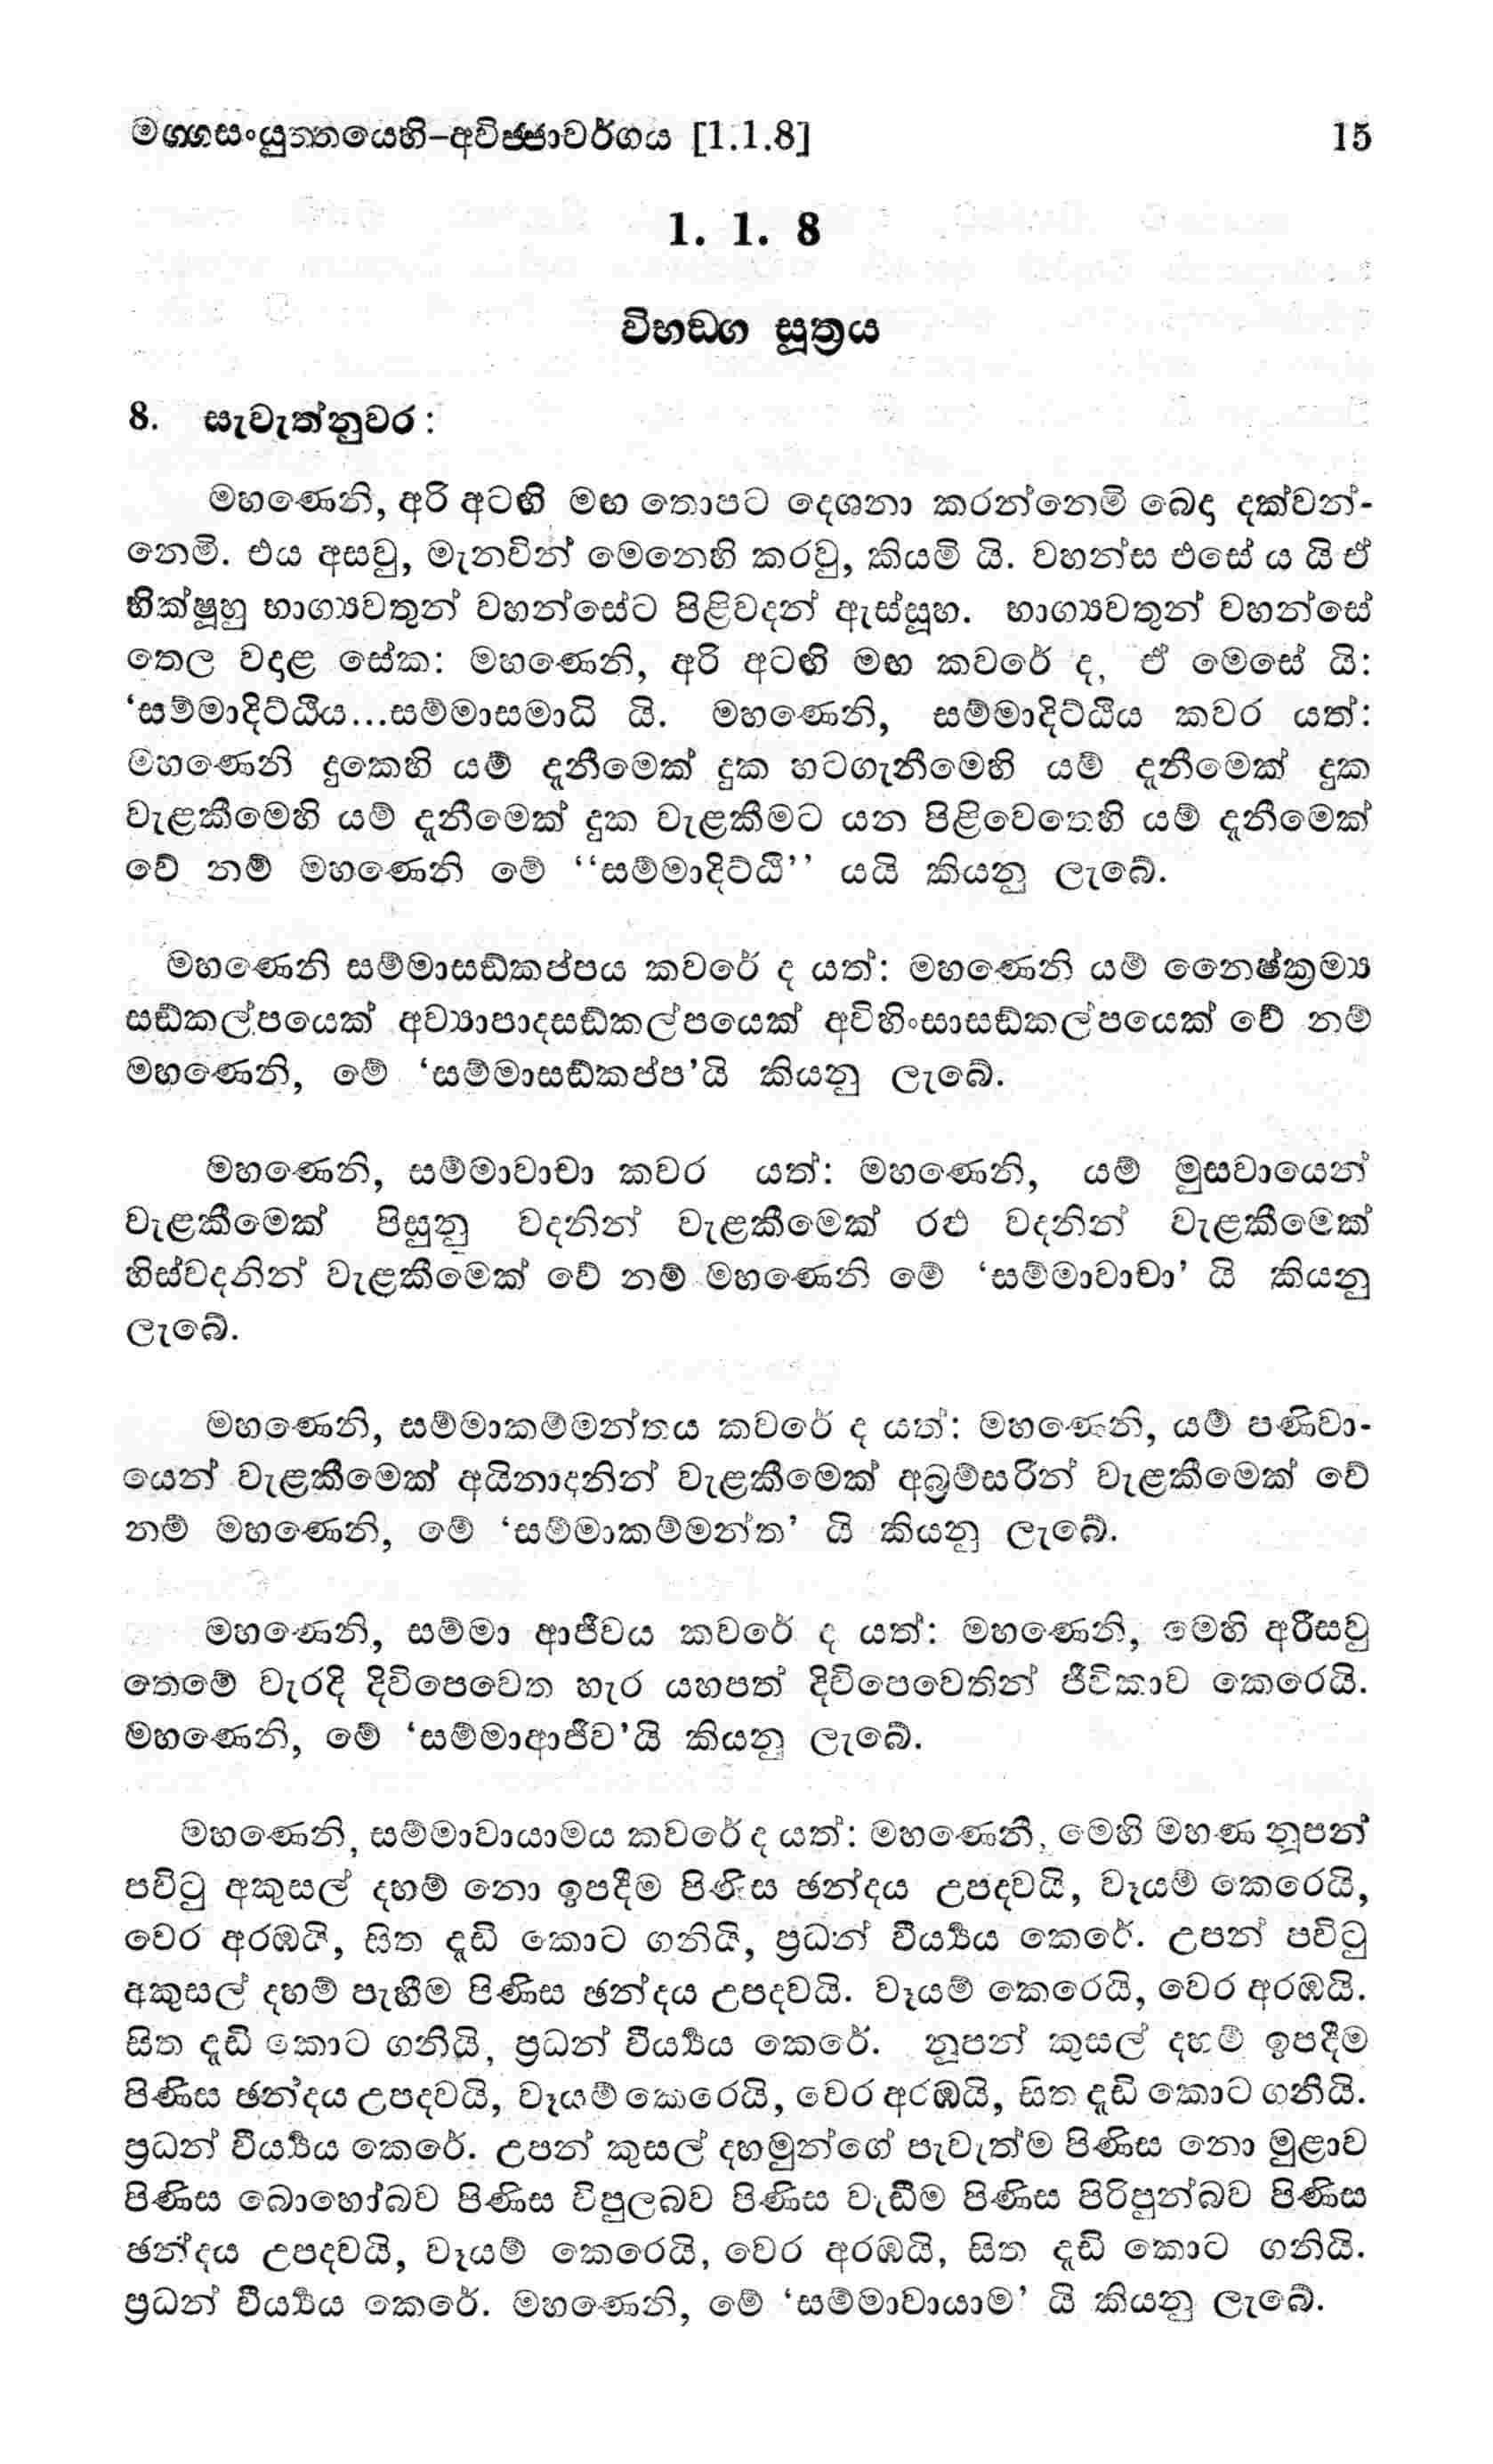 මග්ගසංයුත්තයෙහි-අවිජ්ජාවර්ගය [1.1.8] 15
1. 1. 8
විභඞ්ග සූත්‍රය
8. සැවැත්නුවර :
මහණෙනි, අරි අටඟි මඟ තොපට දෙශනා කරන්නෙමි බෙදා දක්වන්-
නෙමි. එය අසවු, මැනවින් මෙනෙහි කරවු, කියමි යි. වහන්ස එසේ ය යි ඒ
භික්ෂූහු භාග්‍යවතුන් වහන්සේට පිළිවදන් ඇස්සූහ. භාග්‍යවතුන් වහන්සේ
තෙල වදාළ සේක: මහණෙනි, අරි අටඟි මඟ කවරේ ද, ඒ මෙසේ යි:
‘සම්මාදිට්ඨිය...සම්මාසමාධි යි. මහණෙනි, සම්මාදිට්ඨිය කවර යත්:
මහණෙනි දුකෙහි යම් දැනීමෙක් දුක හටගැනීමෙහි යම් දැනීමෙක් දුක
වැළකීමෙහි යම් දැනීමෙක් දුක වැළකීමට යන පිළිවෙතෙහි යම් දැනීමෙක්
වේ නම් මහණෙනි මේ ‘‘සම්මාදිට්ඨි’’ යයි කියනු ලැබේ.
මහණෙනි සම්මාසඞ්කප්පය කවරේ ද යත්: මහණෙනි යම් නෛෂ්ක්‍රම්‍ය
සඞ්කල්පයෙක් අව්‍යාපාදසඞ්කල්පයෙක් අවිහිංසාසඞ්කල්පයෙක් වේ නම්
මහණෙනි, මේ ‘සම්මාසඞ්කප්ප’යි කියනු ලැබේ.
මහණෙනි, සම්මාවාචා කවර යත්: මහණෙනි, යම් මුසවායෙන්
වැළකීමෙක් පිසුනු වදනින් වැළකීමෙක් රළු වදනින් වැළකීමෙක්
හිස්වදනින් වැළකීමෙක් වේ නම් මහණෙනි මේ ‘සම්මාවාචා’ යි කියනු
ලැබේ.
මහණෙනි, සම්මාකම්මන්තය කවරේ ද යත්: මහණෙනි, යම් පණිවා-
යෙන් වැළකීමෙක් අයිනාදනින් වැළකීමෙක් අබ්‍රම්සරින් වැළකීමෙක් වේ
නම් මහණෙනි, මේ ‘සම්මාකම්මන්ත’ යි කියනු ලැබේ.
මහණෙනි, සම්මා ආජීවය කවරේ ද යත්: මහණෙනි, මෙහි අරිසවු
තෙමේ වැරදි දිවිපෙවෙත හැර යහපත් දිවිපෙවෙතින් ජීවිකාව කෙරෙයි.
මහණෙනි, මේ ‘සම්මාආජීව’යි කියනු ලැබේ.
මහණෙනි, සම්මාවායාමය කවරේ ද යත්: මහණෙනී, මෙහි මහණ නූපන්
පවිටු අකුසල් දහම් නො ඉපදීම පිණිස ඡන්දය උපදවයි, වෑයම් කෙරෙයි,
වෙර අරඹයි, සිත දැඩි කොට ගනියි, ප්‍රධන් වීර්‍ය්‍යය කෙරේ. උපන් පවිටු
අකුසල් දහම් පැහීම පිණිස ඡන්දය උපදවයි. වෑයම් කෙරෙයි, වෙර අරඹයි.
සිත දැඩි කොට ගනියි, ප්‍රධන් වීර්‍ය්‍යය කෙරේ. නූපන් කුසල් දහම් ඉපදීම
පිණිස ඡන්දය උපදවයි, වෑයම් කෙරෙයි, වෙර අරඹයි, සිත දැඩි කොට ගනියි.
ප්‍රධන් වීර්‍ය්‍යය කෙරේ. උපන් කුසල් දහමුන්ගේ පැවැත්ම පිණිස නො මුළාව
පිණිස බොහෝබව පිණිස විපුලබව පිණිස වැඩීම පිණිස පිරිපුන්බව පිණිස
ඡන්දය උපදවයි, වෑයම් කෙරෙයි, වෙර අරඹයි, සිත දැඩි කොට ගනියි.
ප්‍රධන් වීර්‍ය්‍යය කෙරේ. මහණෙනි, මේ ‘සම්මාවායාම’ යි කියනු ලැබේ.